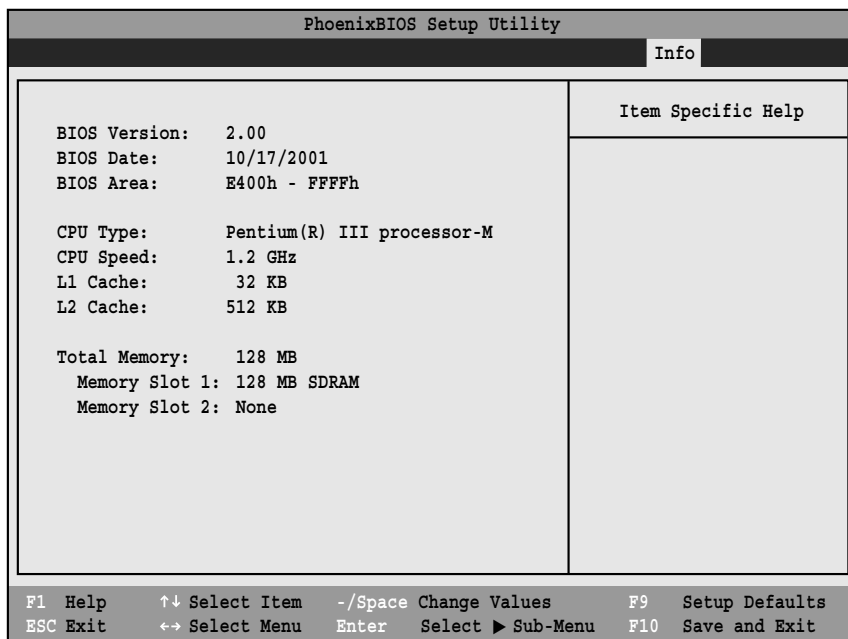 PhoenixBIOS Setup Utility
Info
Item Specific Help
BIOS Version: 2.00
BIOS Date: 10/17/2001
BIOS Area: E400h - FFFFh
CPU Type: Pentium(R) III processor-M
CPU Speed: 1.2 GHz
L1 Cache: 32 KB
L2 Cache: 512 KB
Total Memory: 128 MB
Memory Slot 1: 128 MB SDRAM
Memory Slot 2: None
F1 Help ↑↓ Select Item -/Space Change Values F9 Setup Defaults
ESC Exit ←→ Select Menu Enter Select ▶ Sub-Menu F10 Save and Exit